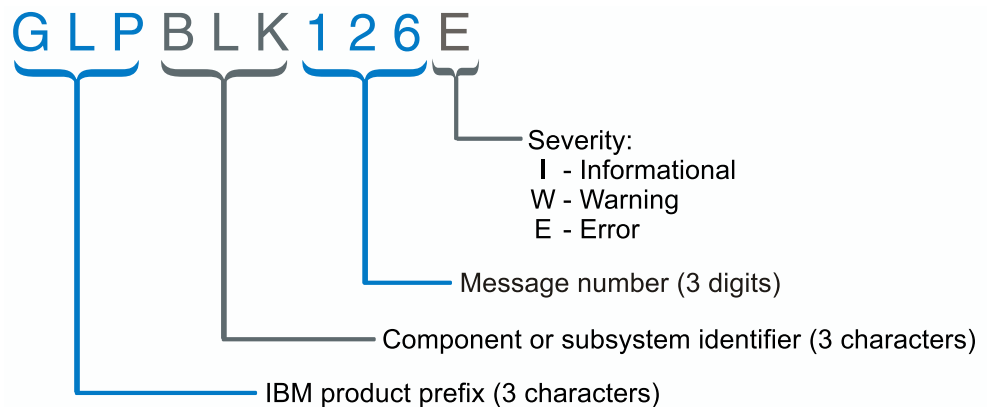 GLPBLK126E
Severity:
I - Informational
W - Warning
E - Error
Message number (3 digits)
Component or subsystem identifier (3 characters)
IBM product prefix (3 characters)